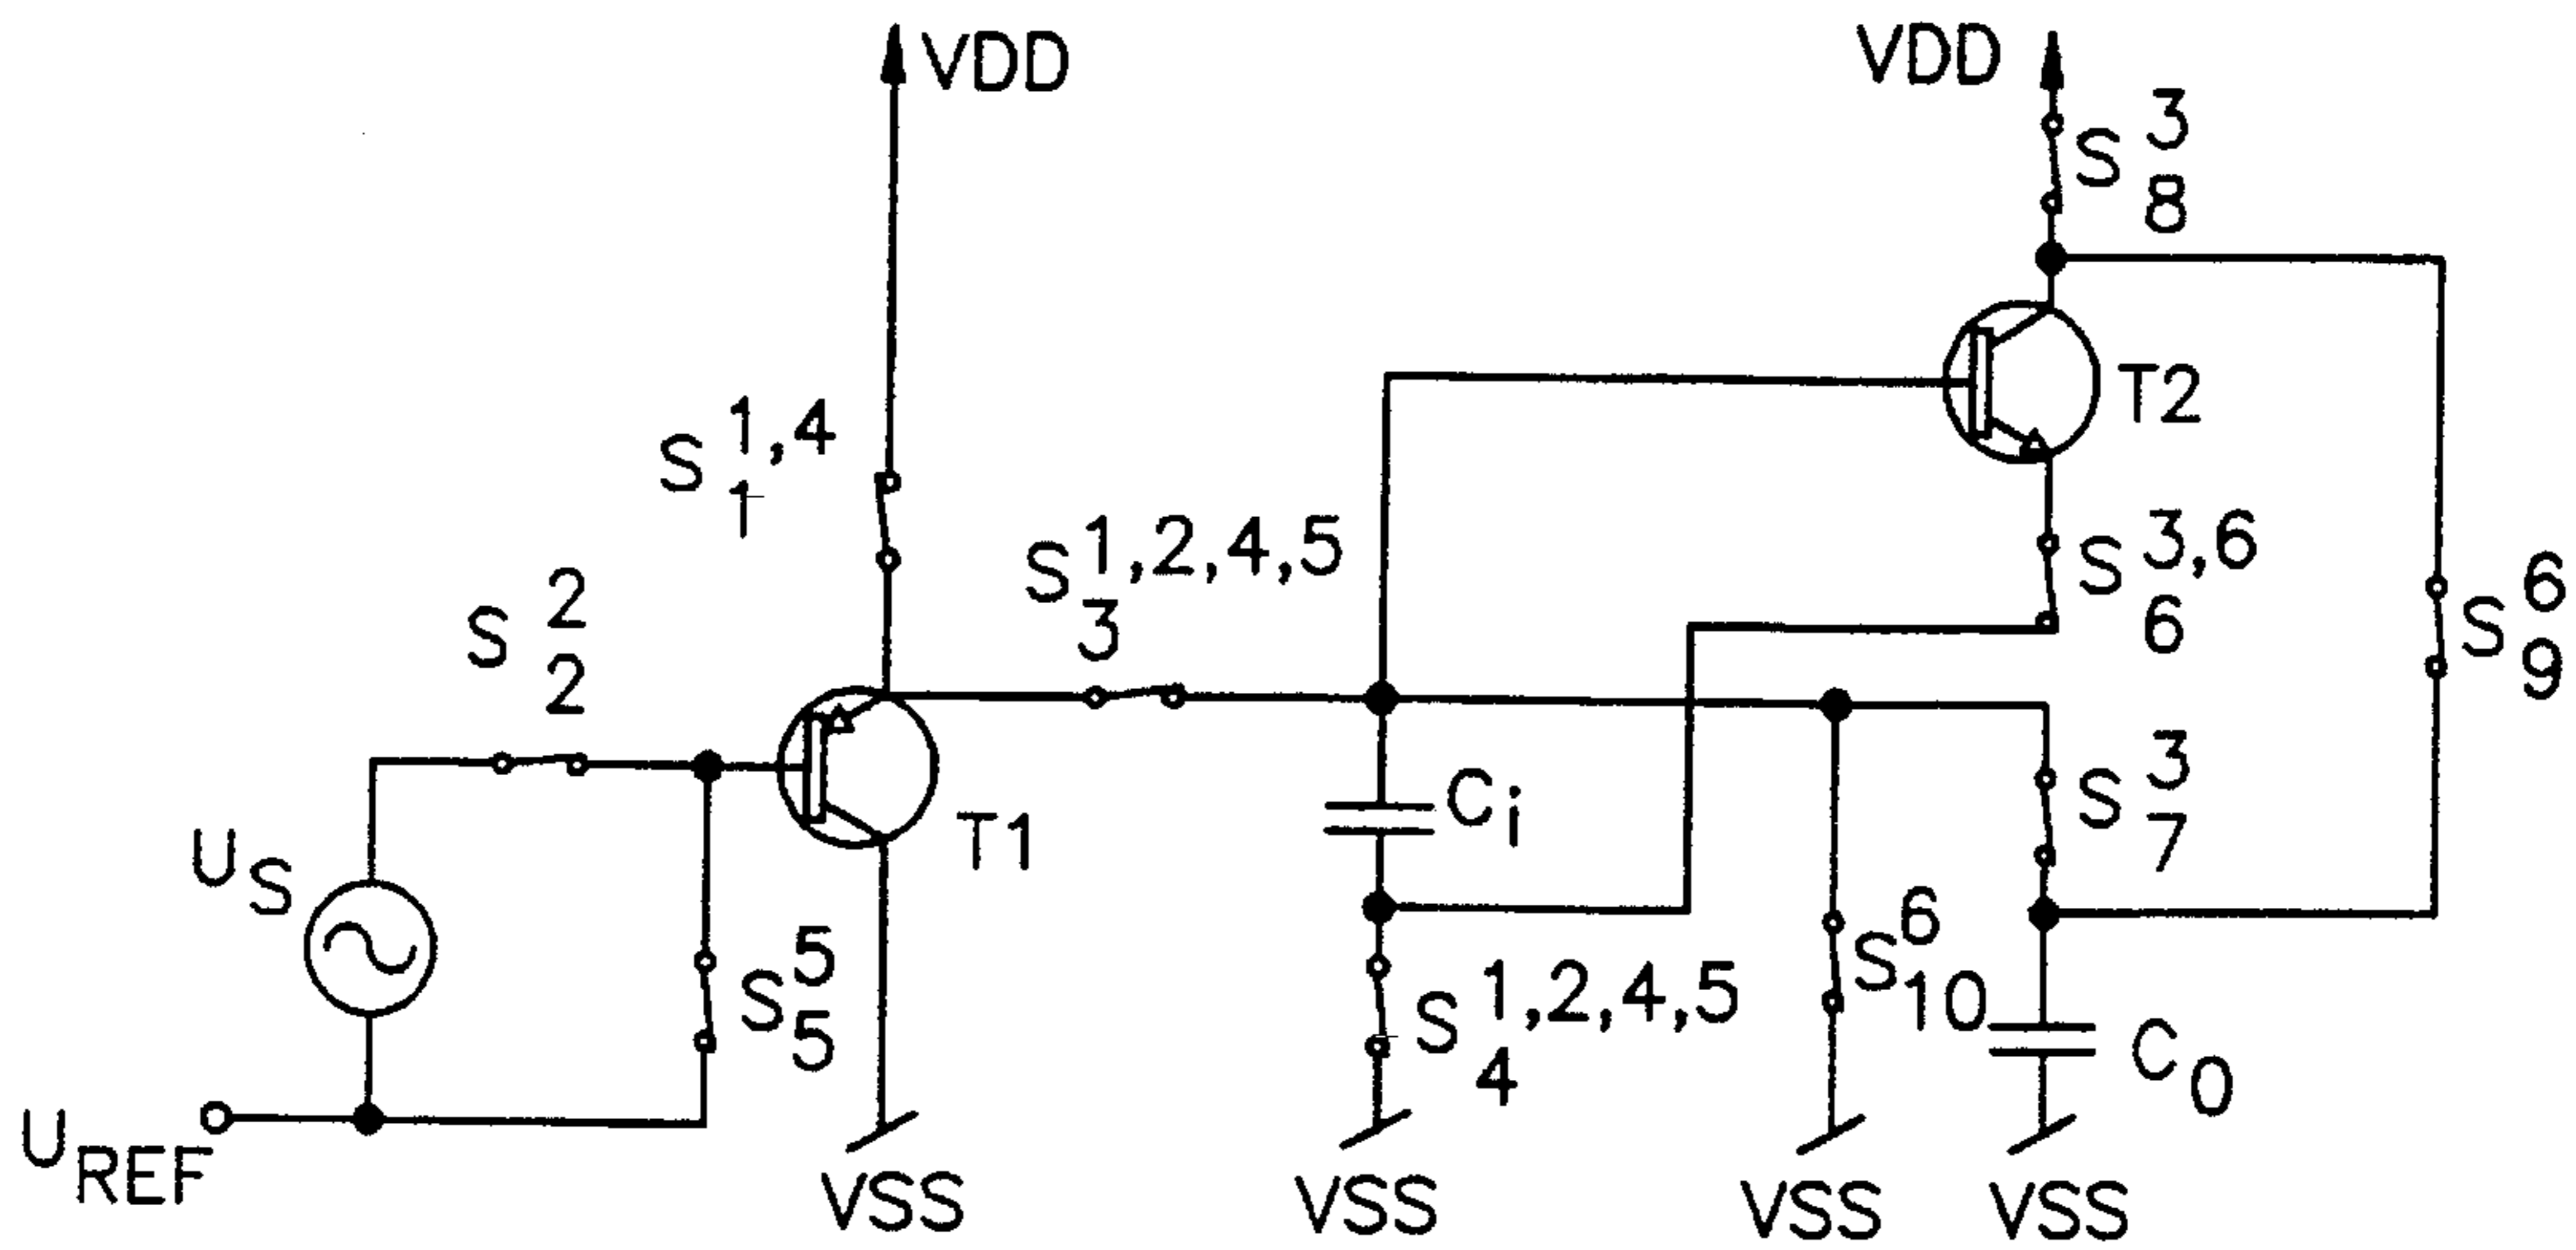 VDD
VDD
S 3 8
T2
S 1,4 1
S 1,2,4,5 3
S 3,6 6
S 2 2
S 6 9
S 3 7
Ci
T1
US
S 5 5
S 6 10
S 1,2,4,5 4
C0
UREF
VSS
VSS
VSS
VSS